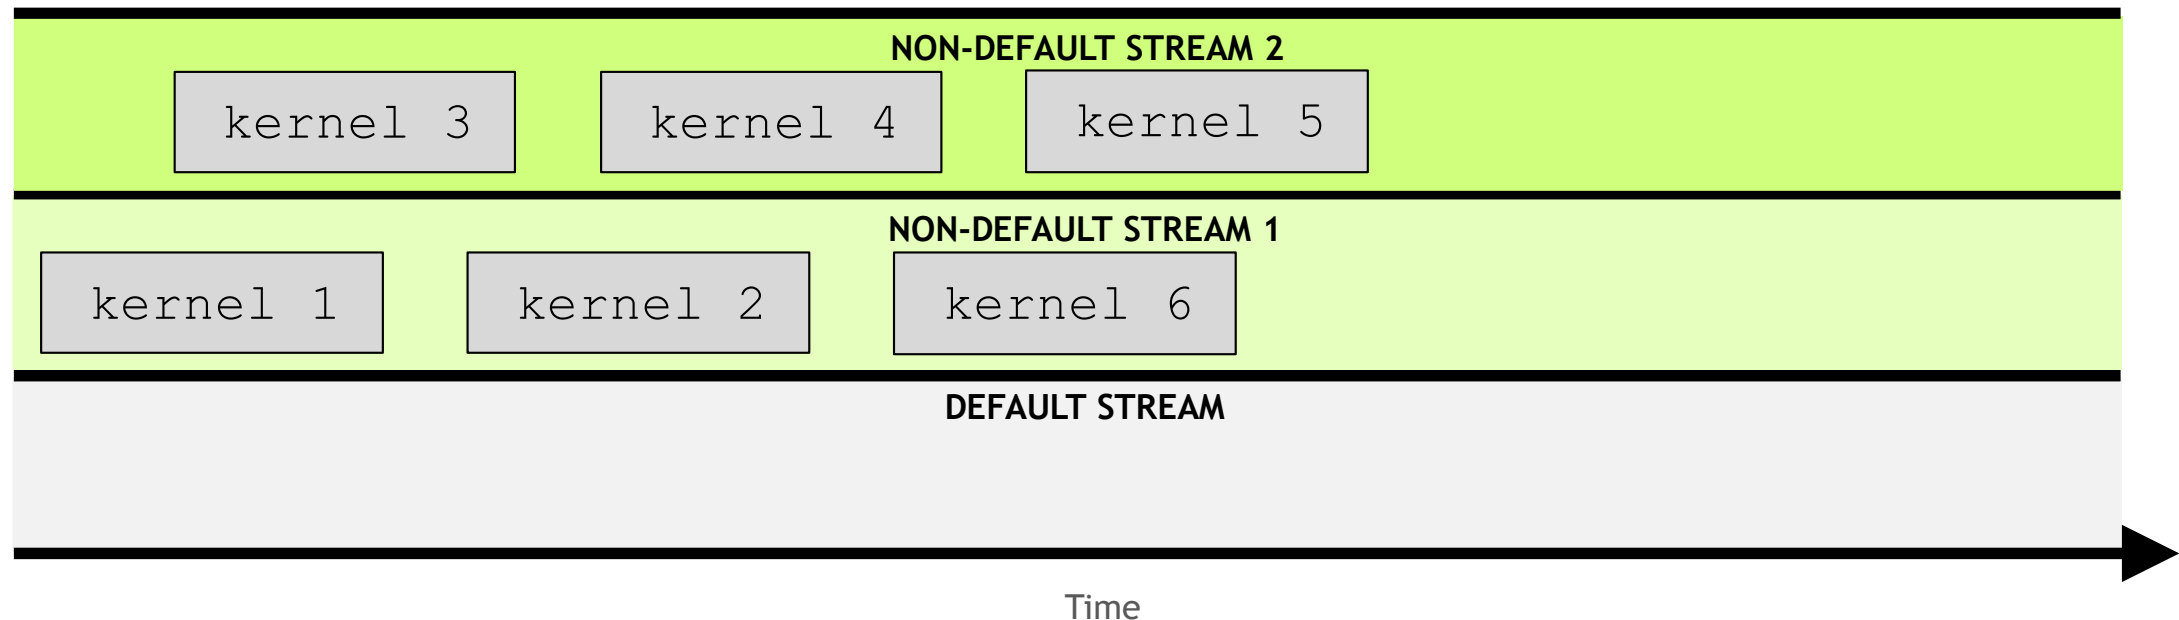 NON-DEFAULT STREAM 2
kernel 3
kernel 4
kernel 5
NON-DEFAULT STREAM 1
kernel 1
kernel 2
kernel 6
DEFAULT STREAM
Time